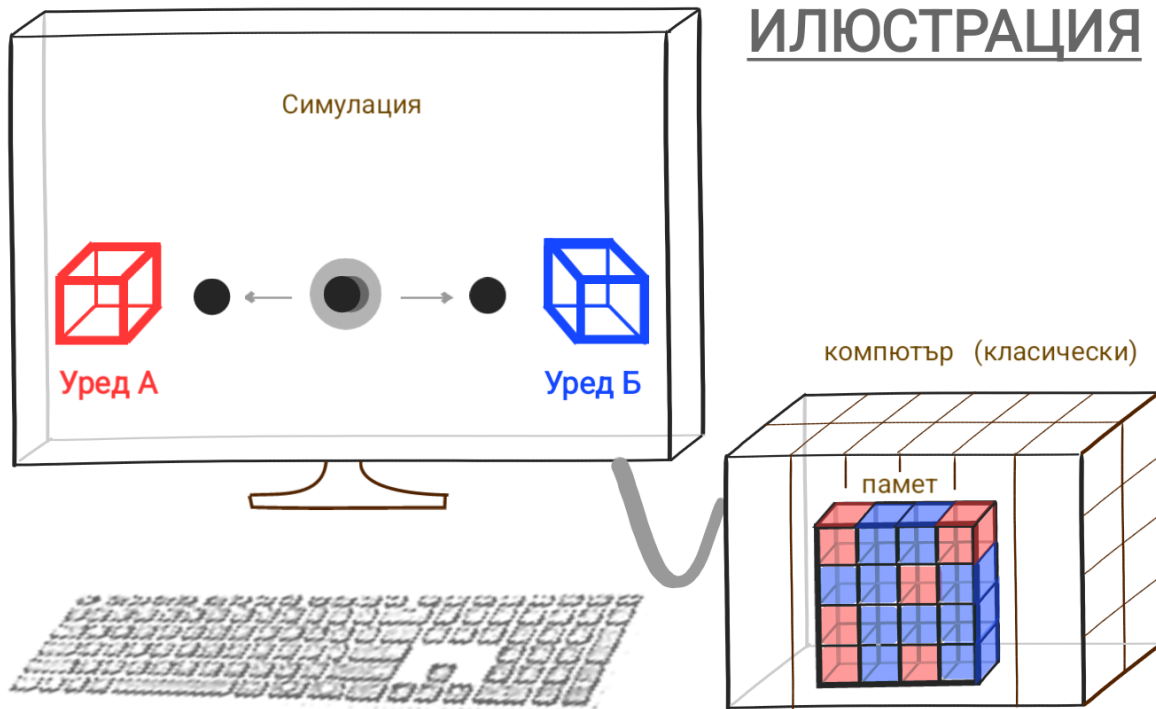 ИЛЮСТРАЦИЯ
Симулация
Уред А
Уред Б
компютър (класически)
памет